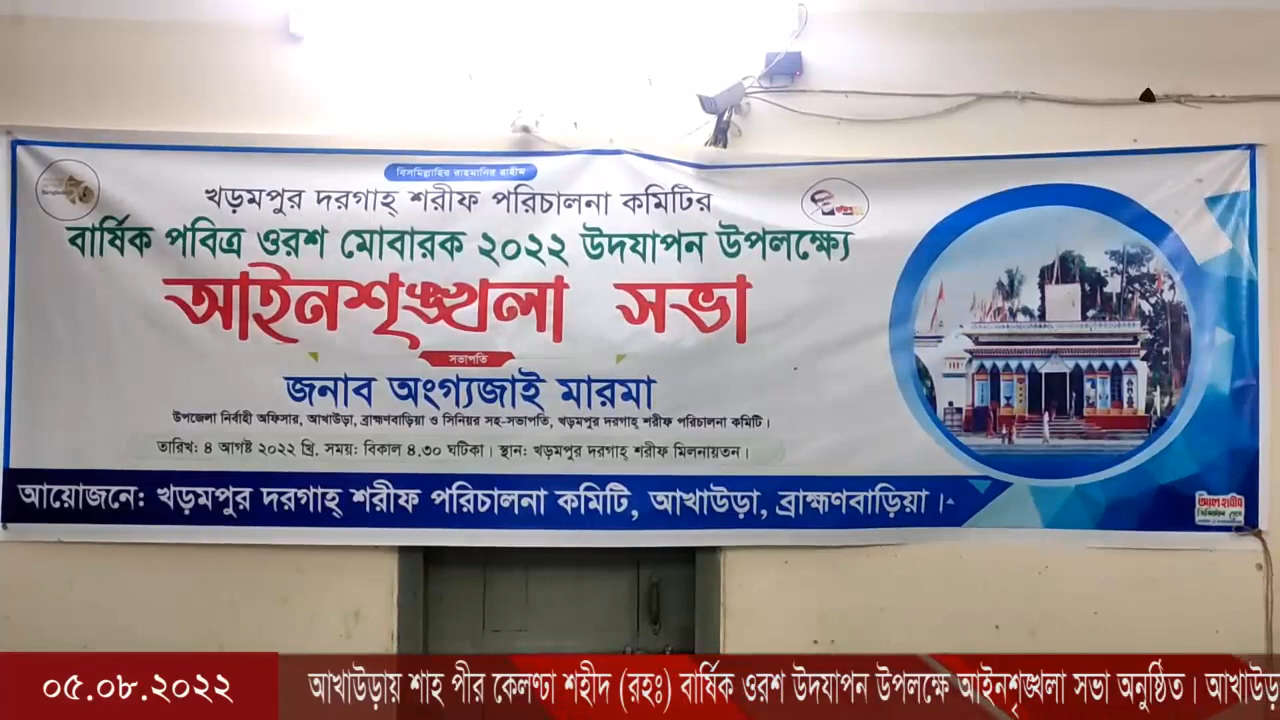 বিসমিল্লাহির রাহমানির রাহীম
খড়মপুর দরগাহ্ শরীফ পরিচালনা কমিটির
বার্ষিক পবিত্র ওরশ মোবারক ২০২২ উদযাপন উপলক্ষ্যে
আইনশৃঙ্খলা সভা
সভাপতি
জনাব অংগ্যজাই মারমা
উপজেলা নির্বাহী অফিসার, আখাউড়া, ব্রাহ্মণবাড়িয়া ও সিনিয়র সহ-সভাপতি, খড়মপুর দরগাহ্ শরীফ পরিচালনা কমিটি।
তারিখ: ৪ আগষ্ট ২০২২ খ্রি. সময়: বিকাল ৪.৩০ ঘটিকা। স্থান: খড়মপুর দরগাহ্ শরীফ মিলনায়তন।
আয়োজনে: খড়মপুর দরগাহ্ শরীফ পরিচালনা কমিটি, আখাউড়া, ব্রাহ্মণবাড়িয়া।
০৫.০৮.২০২২
আখাউড়ায় শাহ পীর কেলণ্ঢা শহীদ (রহঃ) বার্ষিক ওরশ উদযাপন উপলক্ষে আইনশৃঙ্খলা সভা অনুষ্ঠিত। আখাউড়